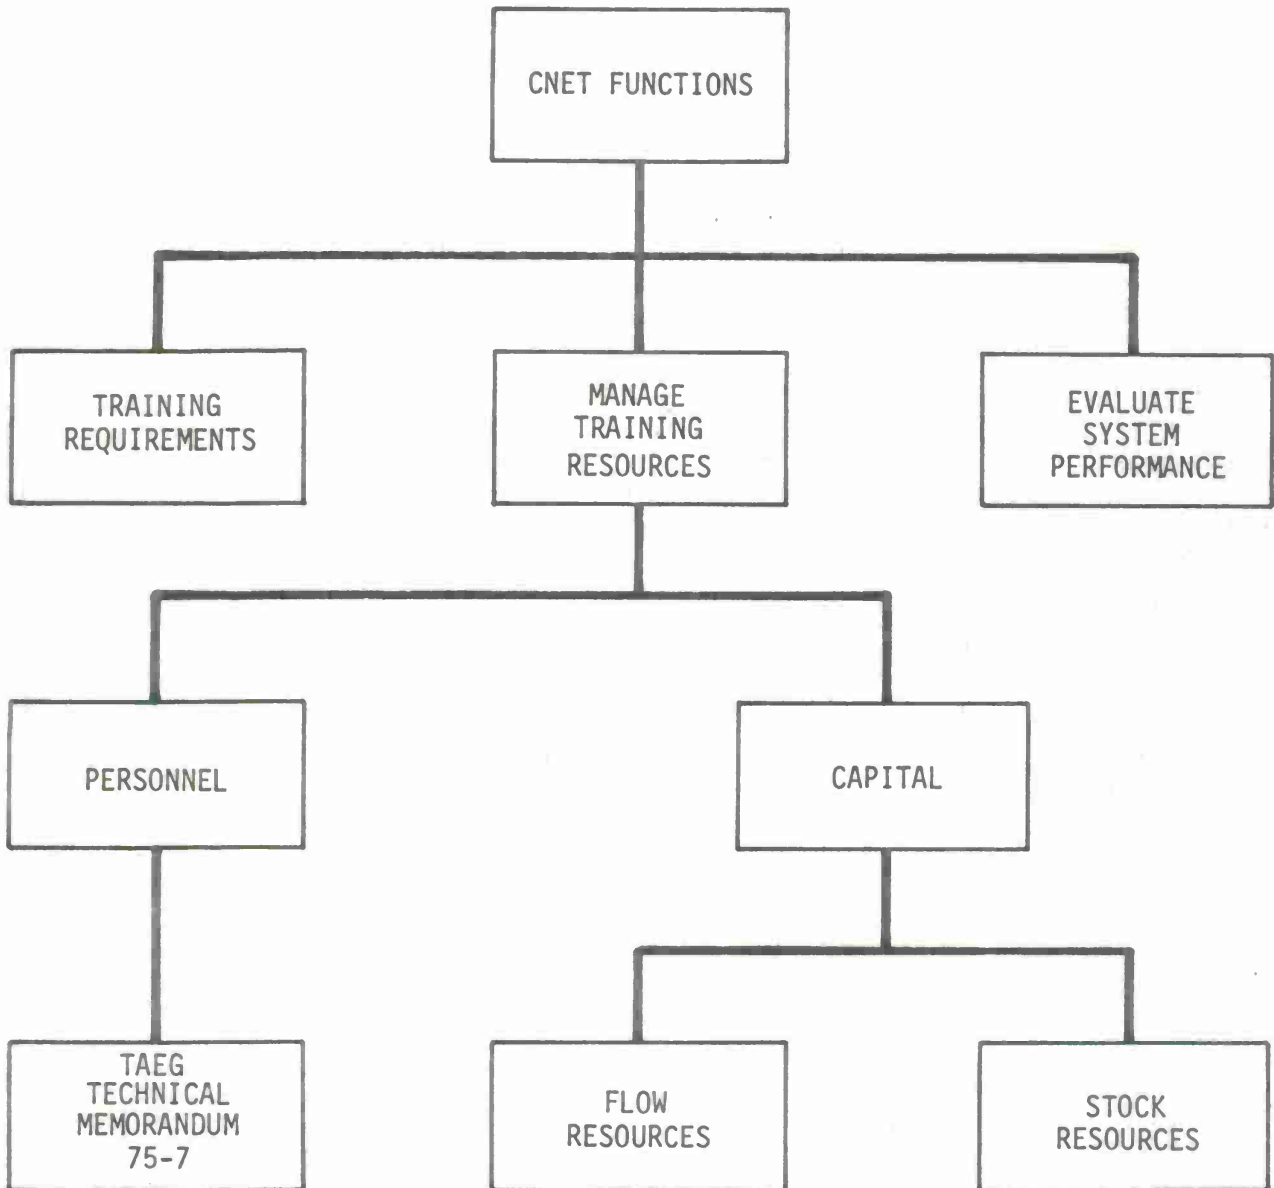 CNET FUNCTIONS
TRAINING
REQUIREMENTS
MANAGE
TRAINING
RESOURCES
EVALUATE
SYSTEM
PERFORMANCE
PERSONNEL
CAPITAL
TAEG
TECHNICAL
MEMORANDUM
75-7
FLOW
RESOURCES
STOCK
RESOURCES